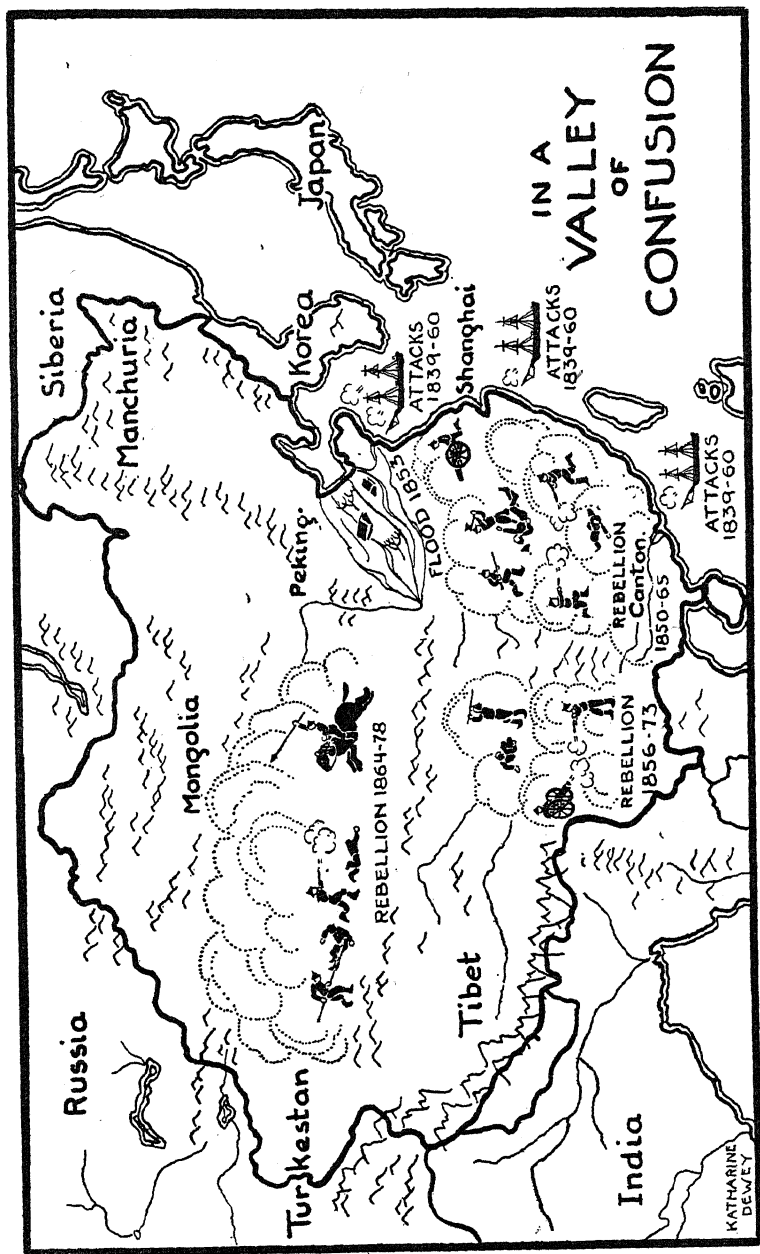 Russia
Siberia
Mongolia
Manchuria
Turkestan
Peking.
Korea
Japan
REBELLION 1864-78
FLOOD 1853
ATTACKS
1839-60
Tibet
Shanghai
ATTACKS
1839-60
REBELLION
1856-73
REBELLION
Canton.
1850-65
ATTACKS
1839-60
India
IN A
VALLEY
OF
CONFUSION
KATHARINE
DEWEY